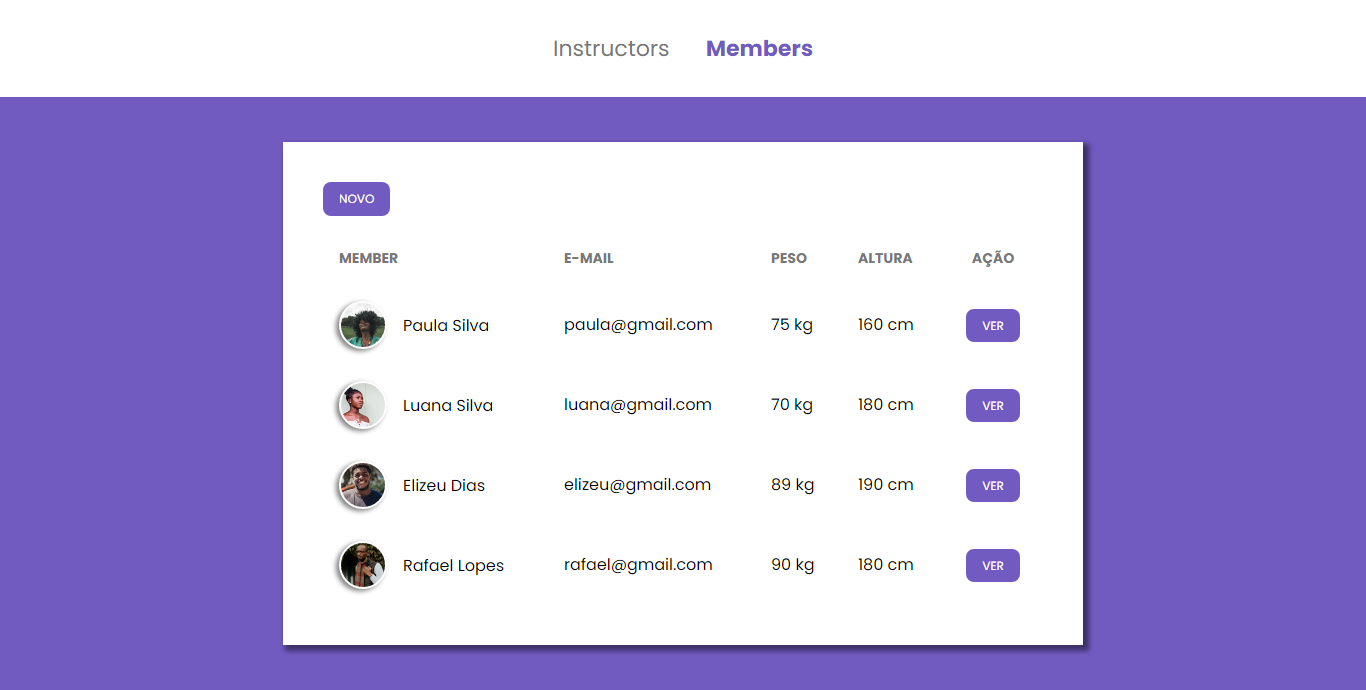 Instructors Members
NOVO
MEMBER E-MAIL PESO ALTURA AÇÃO
Paula Silva paula@gmail.com 75 kg 160 cm VER
Luana Silva luana@gmail.com 70 kg 180 cm VER
Elizeu Dias elizeu@gmail.com 89 kg 190 cm VER
Rafael Lopes rafael@gmail.com 90 kg 180 cm VER